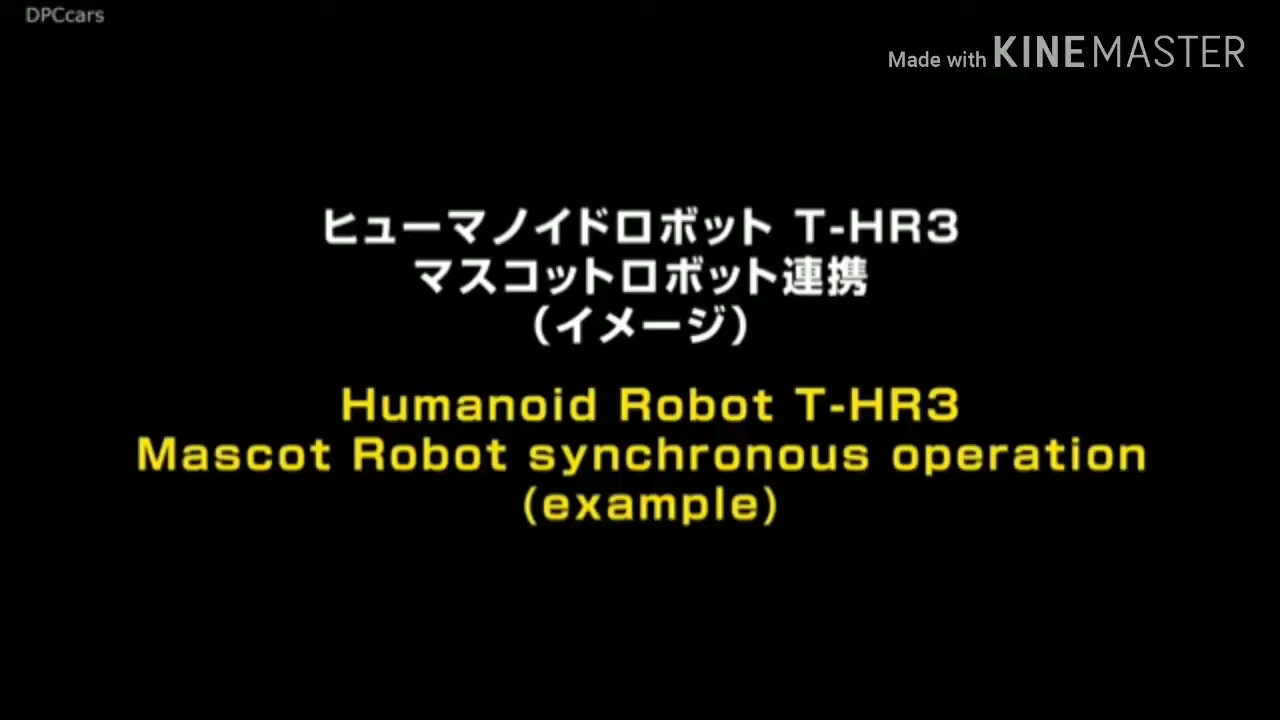 DPCcars
Made with KINEMASTER
ヒューマノイドロボット T-HR3
マスコットロボット連携
（イメージ）
Humanoid Robot T-HR3
Mascot Robot synchronous operation
(example)